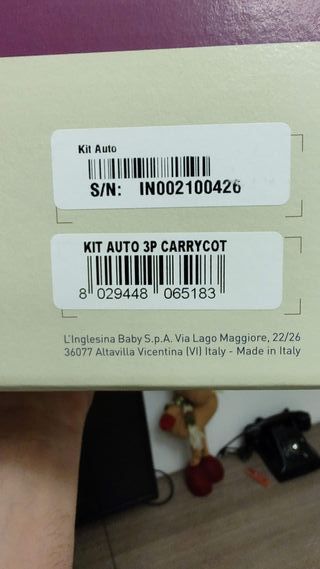 Kit Auto
S/N: IN002100426
KIT AUTO 3P CARRYCOT
8 029448 065183
L'Inglesina Baby S.p.A. Via Lago Maggiore, 22/26
36077 Altavilla Vicentina (VI) Italy - Made in Italy